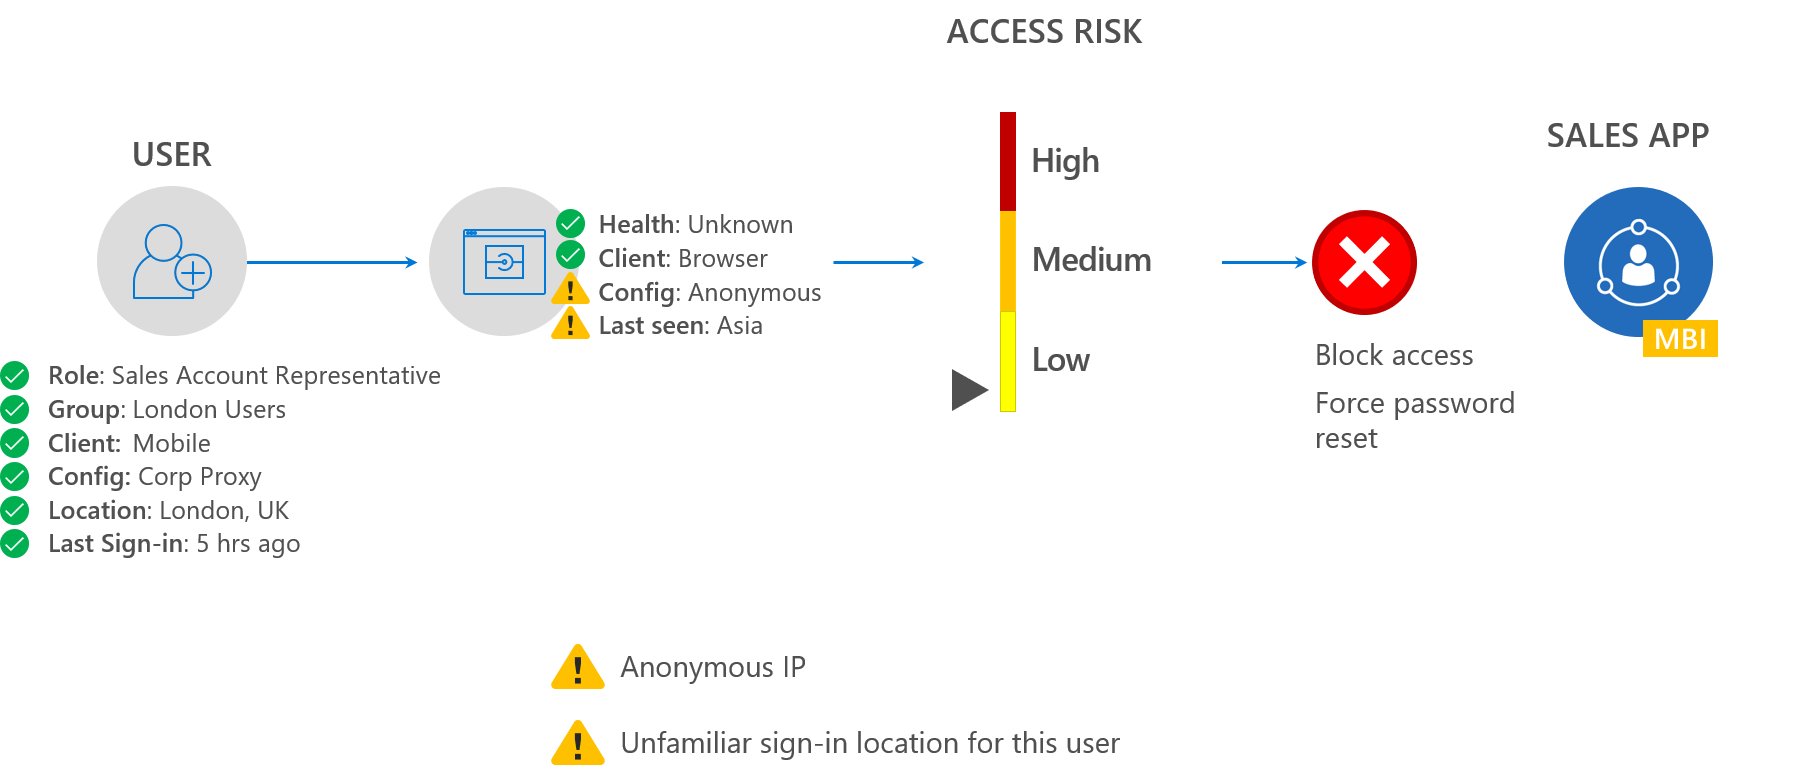 ACCESS RISK
USER
SALES APP
High
Medium
Low
Health: Unknown
Client: Browser
Config: Anonymous
Last seen: Asia
MBI
Block access
Force password
reset
Role: Sales Account Representative
Group: London Users
Client: Mobile
Config: Corp Proxy
Location: London, UK
Last Sign-in: 5 hrs ago
Anonymous IP
Unfamiliar sign-in location for this user